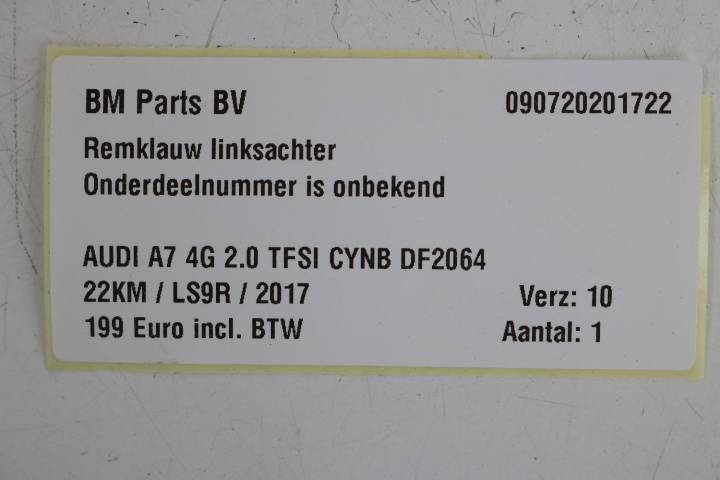 BM Parts BV 090720201722
Remklauw linksachter
Onderdeelnummer is onbekend
AUDI A7 4G 2.0 TFSI CYNB DF2064
22KM / LS9R / 2017 Verz: 10
199 Euro incl. BTW Aantal: 1